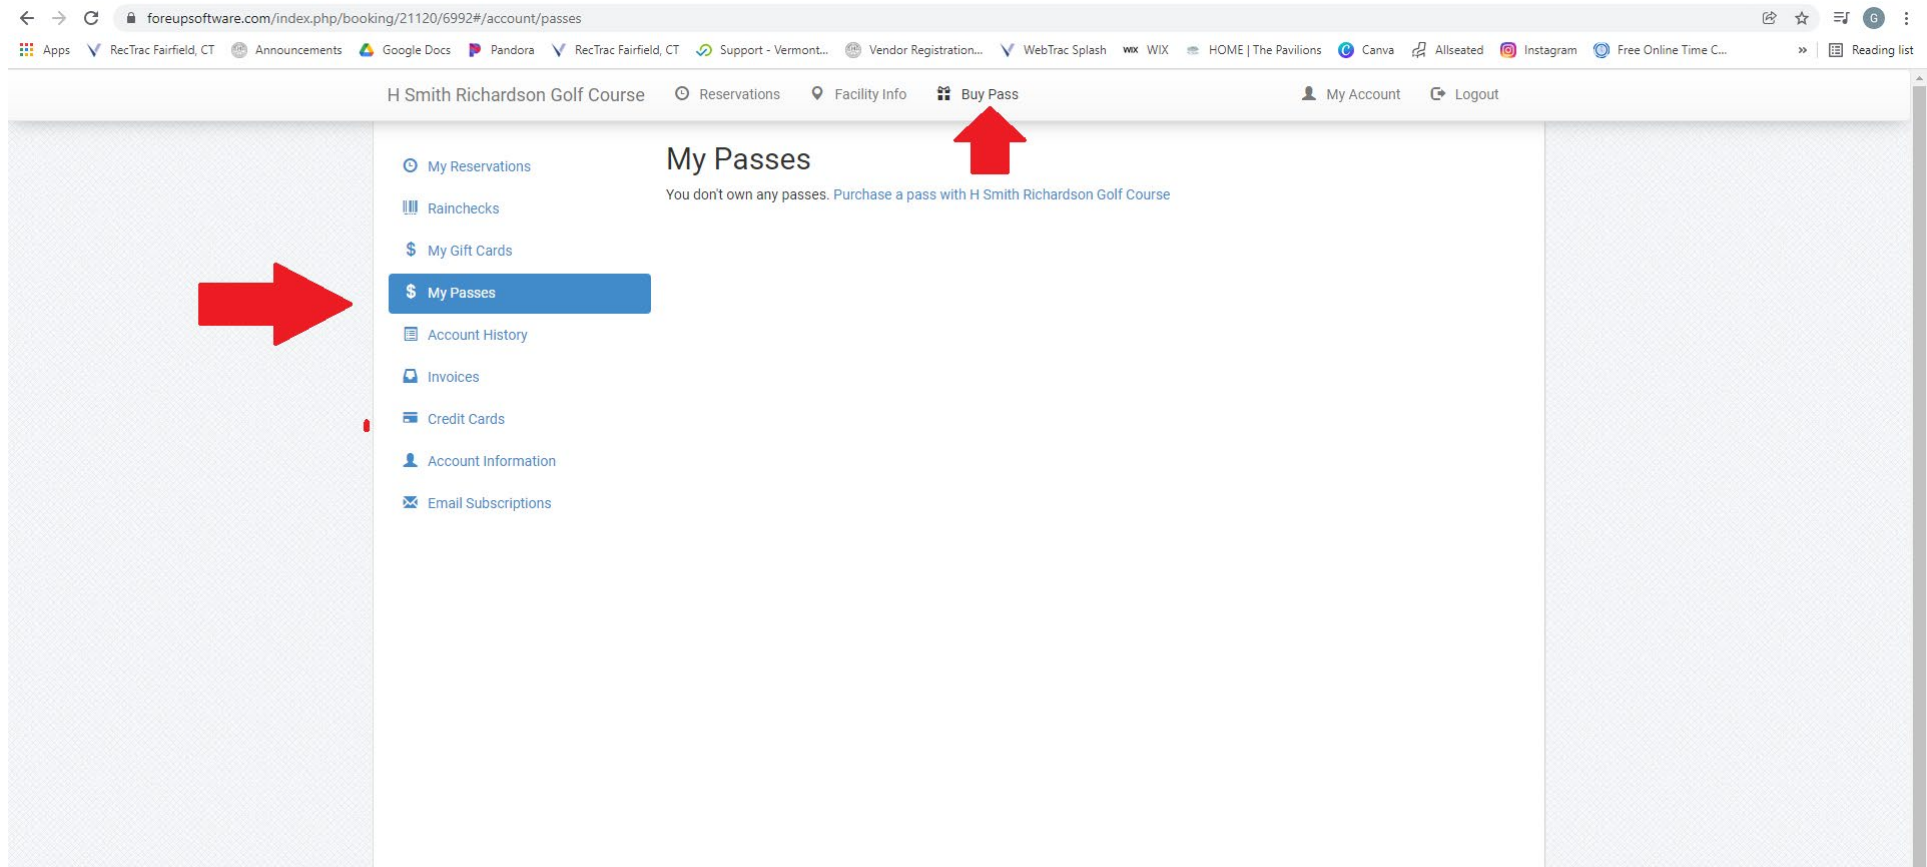 foreupsoftware.com/index.php/booking/21120/6992#/account/passes
G
Apps RecTrac Fairfield, CT Announcements Google Docs Pandora RecTrac Fairfield, CT Support - Vermont... Vendor Registration... WebTrac Splash WIX WIX HOME | The Pavilions Canva Allseated Instagram Free Online Time C... » Reading list
H Smith Richardson Golf Course Reservations Facility Info Buy Pass My Account Logout
My Reservations
Rainchecks
$ My Gift Cards
$ My Passes
Account History
Invoices
Credit Cards
Account Information
Email Subscriptions
My Passes
You don't own any passes. Purchase a pass with H Smith Richardson Golf Course